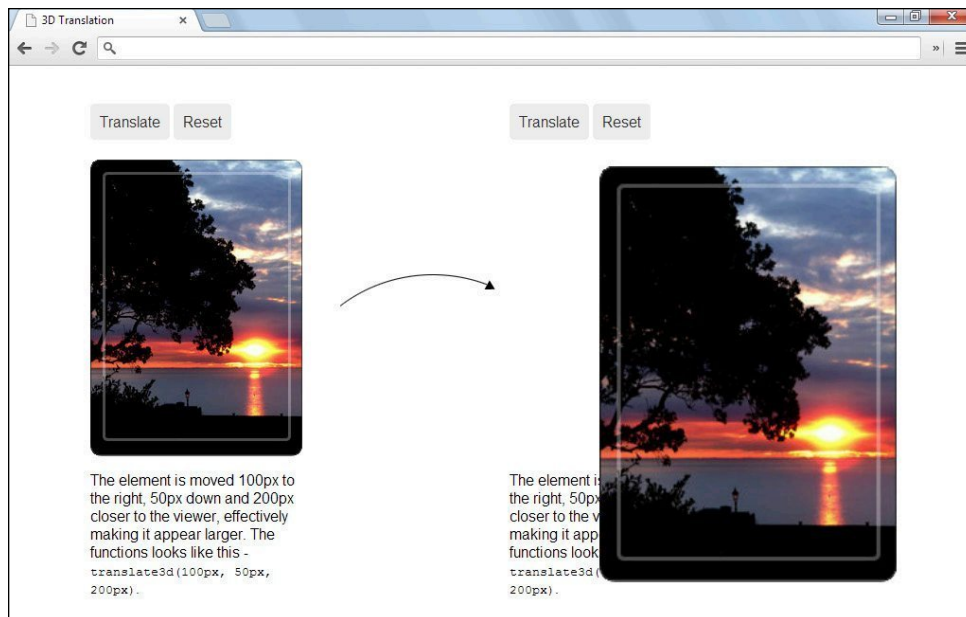 3D Translation
Translate Reset
The element is moved 100px to
the right, 50px down and 200px
closer to the viewer, effectively
making it appear larger. The
functions looks like this -
translate3d(100px, 50px,
200px).
Translate Reset
The element is
the right, 50px
closer to the v
making it app
functions look
translate3d(
200px).